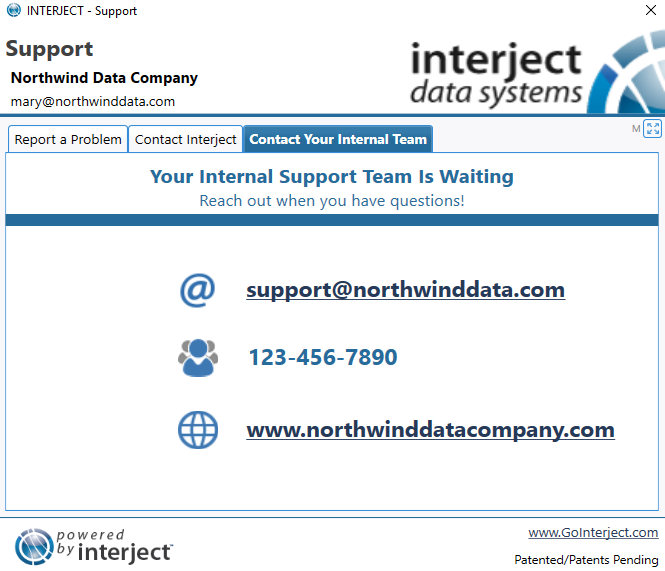 INTERJECT - Support
Support
Northwind Data Company
mary@northwinddata.com
interject
data systems
Report a Problem
Contact Interject
Contact Your Internal Team
M
Your Internal Support Team Is Waiting
Reach out when you have questions!
@
support@northwinddata.com
123-456-7890
www.northwinddatacompany.com
powered
by interject™
www.GoInterject.com
Patented/Patents Pending